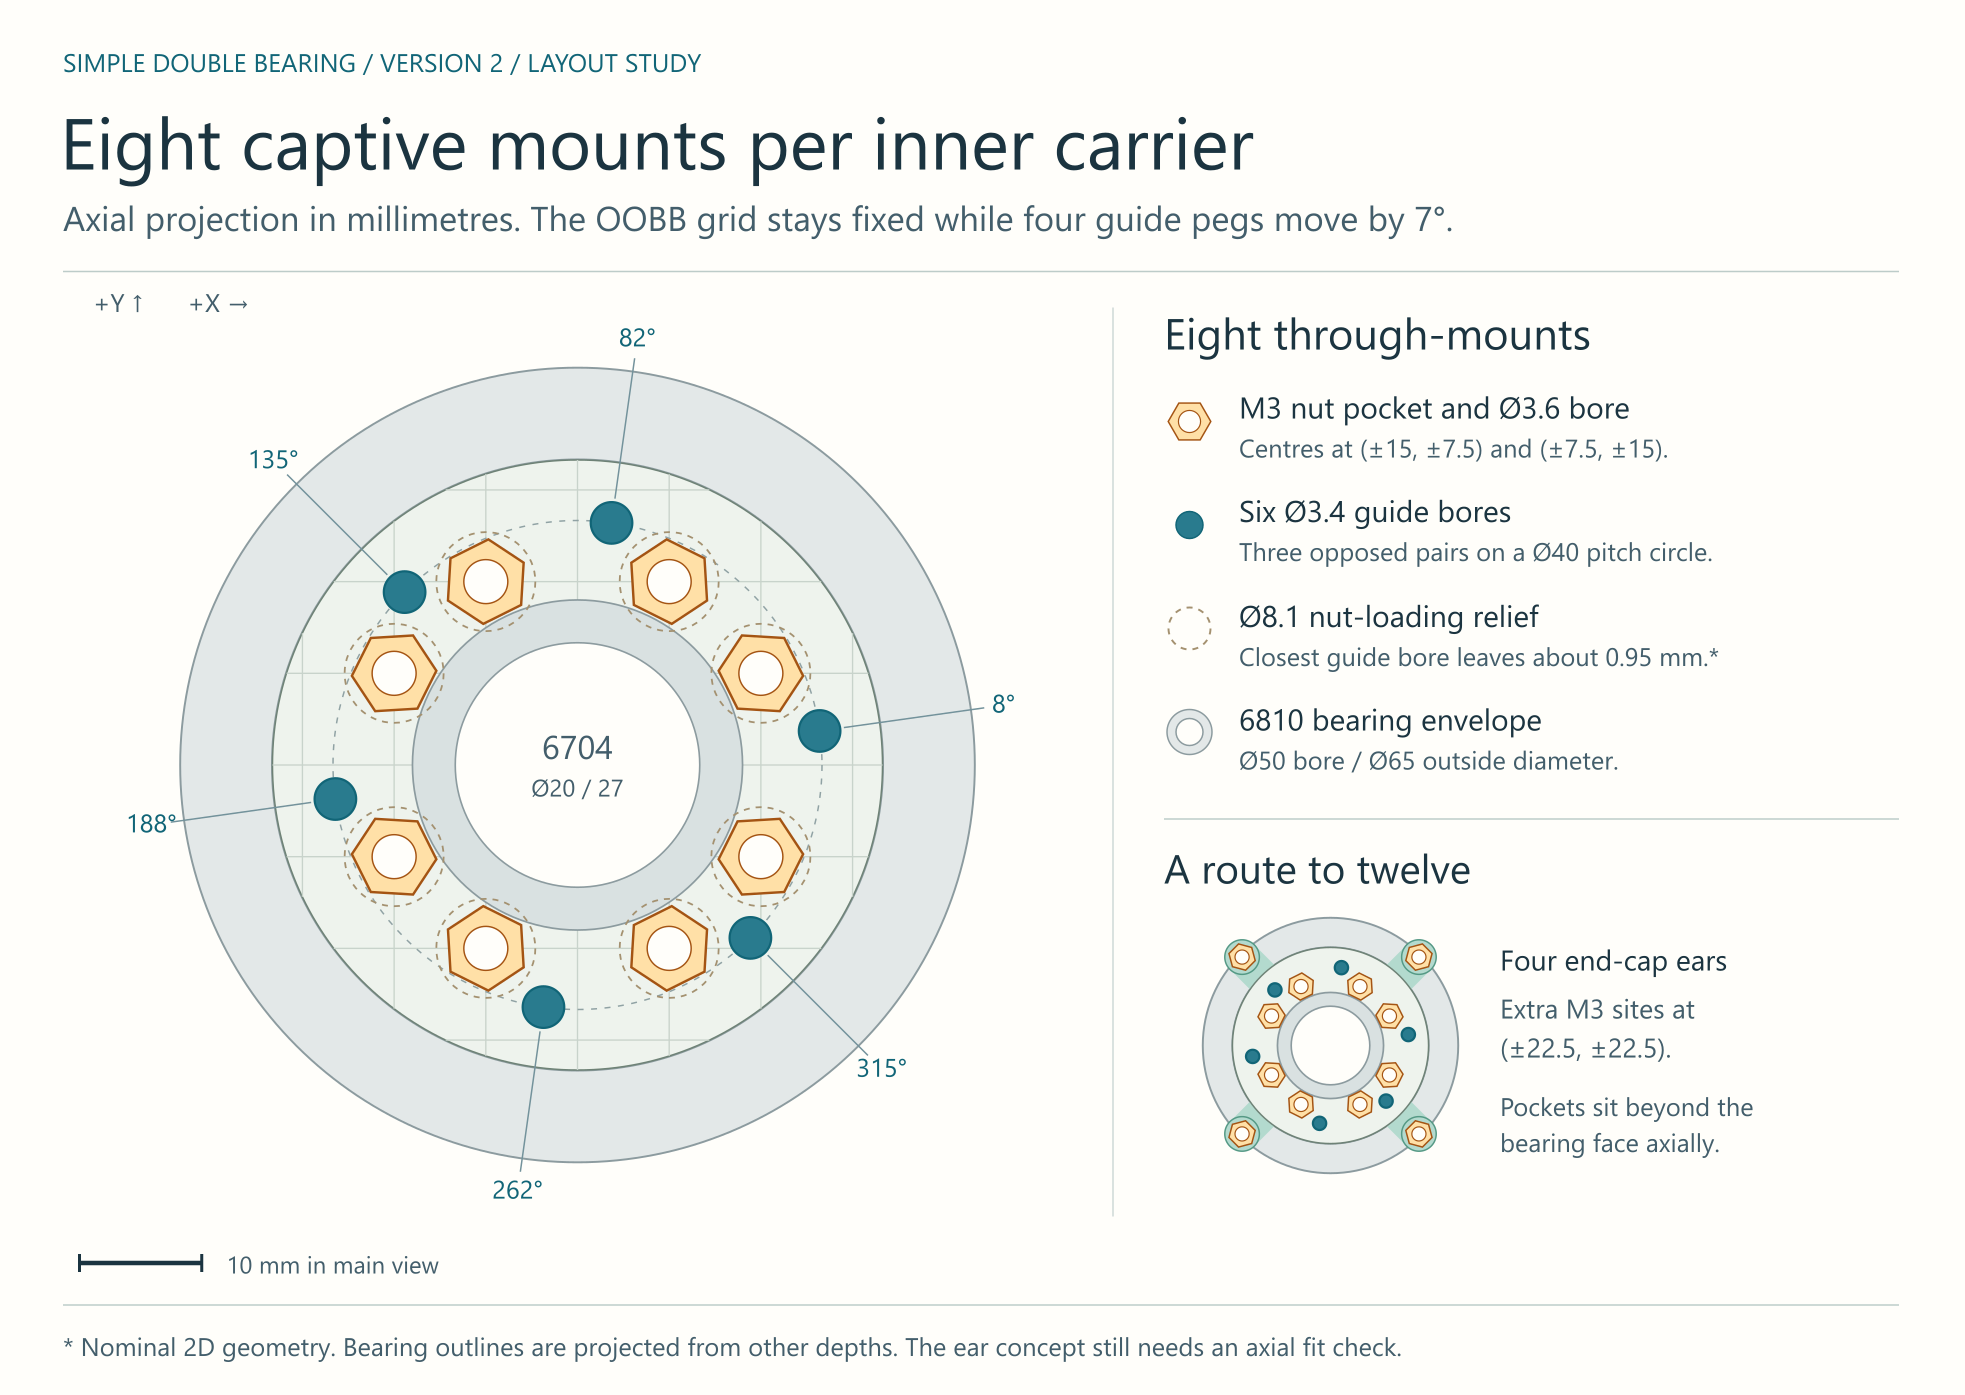 SIMPLE DOUBLE BEARING / VERSION 2 / LAYOUT STUDY
Eight captive mounts per inner carrier
Axial projection in millimetres. The OOBB grid stays fixed while four guide pegs move by 7°.
+Y ↑ +X →
82°
135°
8°
6704
Ø20 / 27
188°
315°
262°
10 mm in main view
Eight through-mounts
M3 nut pocket and Ø3.6 bore
Centres at (±15, ±7.5) and (±7.5, ±15).
Six Ø3.4 guide bores
Three opposed pairs on a Ø40 pitch circle.
Ø8.1 nut-loading relief
Closest guide bore leaves about 0.95 mm.*
6810 bearing envelope
Ø50 bore / Ø65 outside diameter.
A route to twelve
Four end-cap ears
Extra M3 sites at
(±22.5, ±22.5).
Pockets sit beyond the
bearing face axially.
* Nominal 2D geometry. Bearing outlines are projected from other depths. The ear concept still needs an axial fit check.